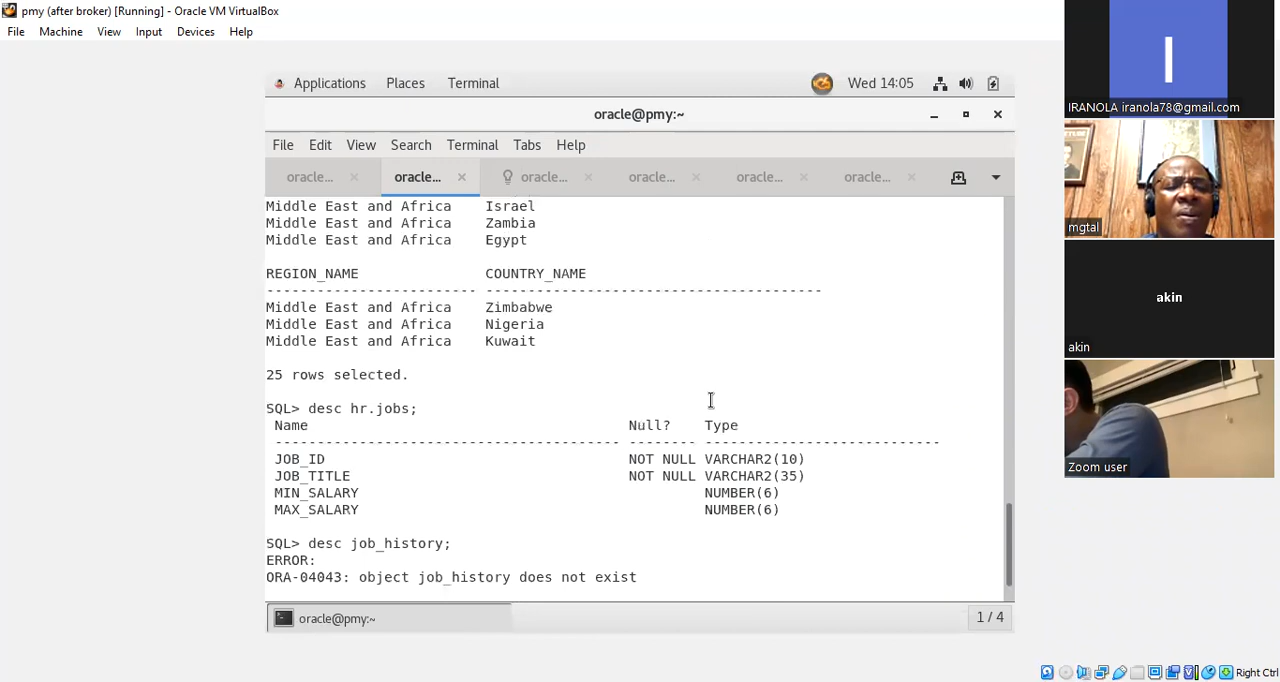 pmy (after broker) [Running] - Oracle VM VirtualBox
File Machine View Input Devices Help
Applications Places Terminal Wed 14:05
oracle@pmy:~
File Edit View Search Terminal Tabs Help
oracle... × oracle... × oracle... × oracle... × oracle... × oracle... ×
Middle East and Africa Israel
Middle East and Africa Zambia
Middle East and Africa Egypt
REGION_NAME COUNTRY_NAME
------------------------- ----------------------------------------
Middle East and Africa Zimbabwe
Middle East and Africa Nigeria
Middle East and Africa Kuwait
25 rows selected.
SQL> desc hr.jobs;
Name Null? Type
----------------------------------------- -------- ----------------------------
JOB_ID NOT NULL VARCHAR2(10)
JOB_TITLE NOT NULL VARCHAR2(35)
MIN_SALARY NUMBER(6)
MAX_SALARY NUMBER(6)
SQL> desc job_history;
ERROR:
ORA-04043: object job_history does not exist
oracle@pmy:~ 1 / 4
I
IRANOLA iranola78@gmail.com
mgtal
akin
akin
Zoom user
Right Ctrl